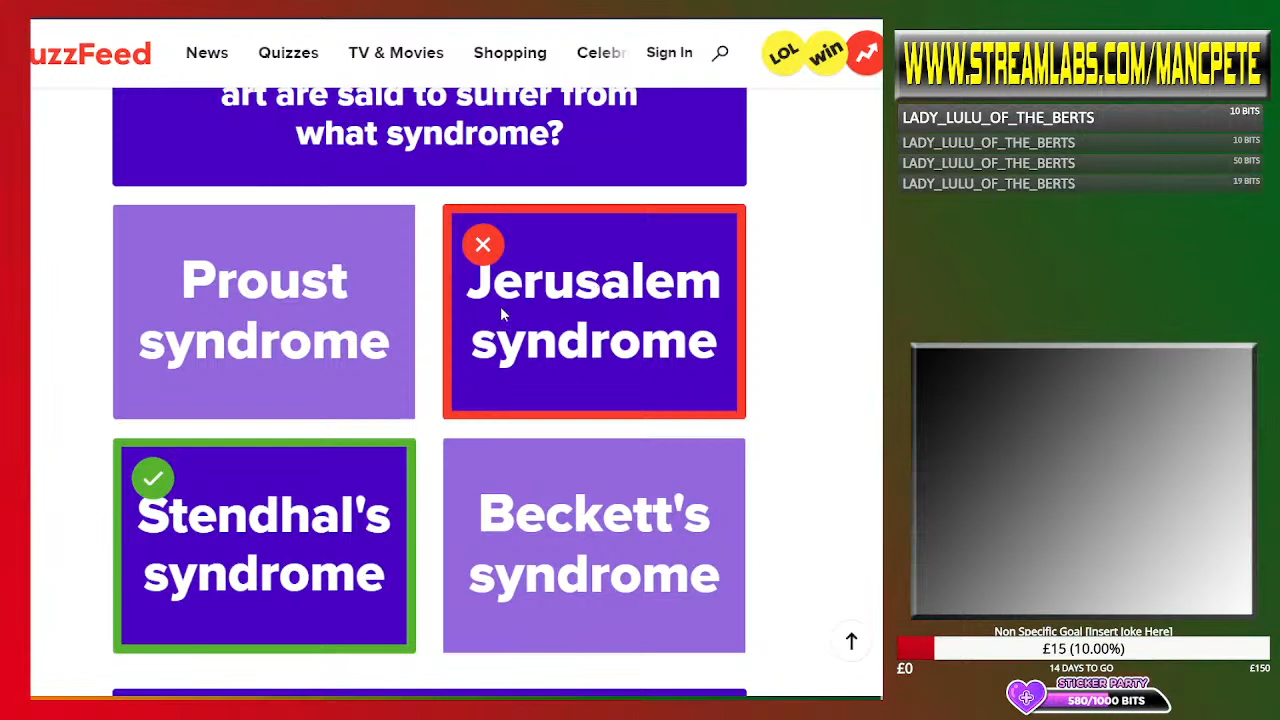 uzzFeed
News Quizzes TV & Movies Shopping Celebr Sign In
LOL win
art are said to suffer from
what syndrome?
Proust
syndrome
Jerusalem
syndrome
Stendhal's
syndrome
Beckett's
syndrome
WWW.STREAMLABS.COM/MANCPETE
LADY_LULU_OF_THE_BERTS 10 BITS
LADY_LULU_OF_THE_BERTS 10 BITS
LADY_LULU_OF_THE_BERTS 50 BITS
LADY_LULU_OF_THE_BERTS 19 BITS
Non Specific Goal [Insert Joke Here]
£15 (10.00%)
£0 14 DAYS TO GO £150
STICKER PARTY
580/1000 BITS